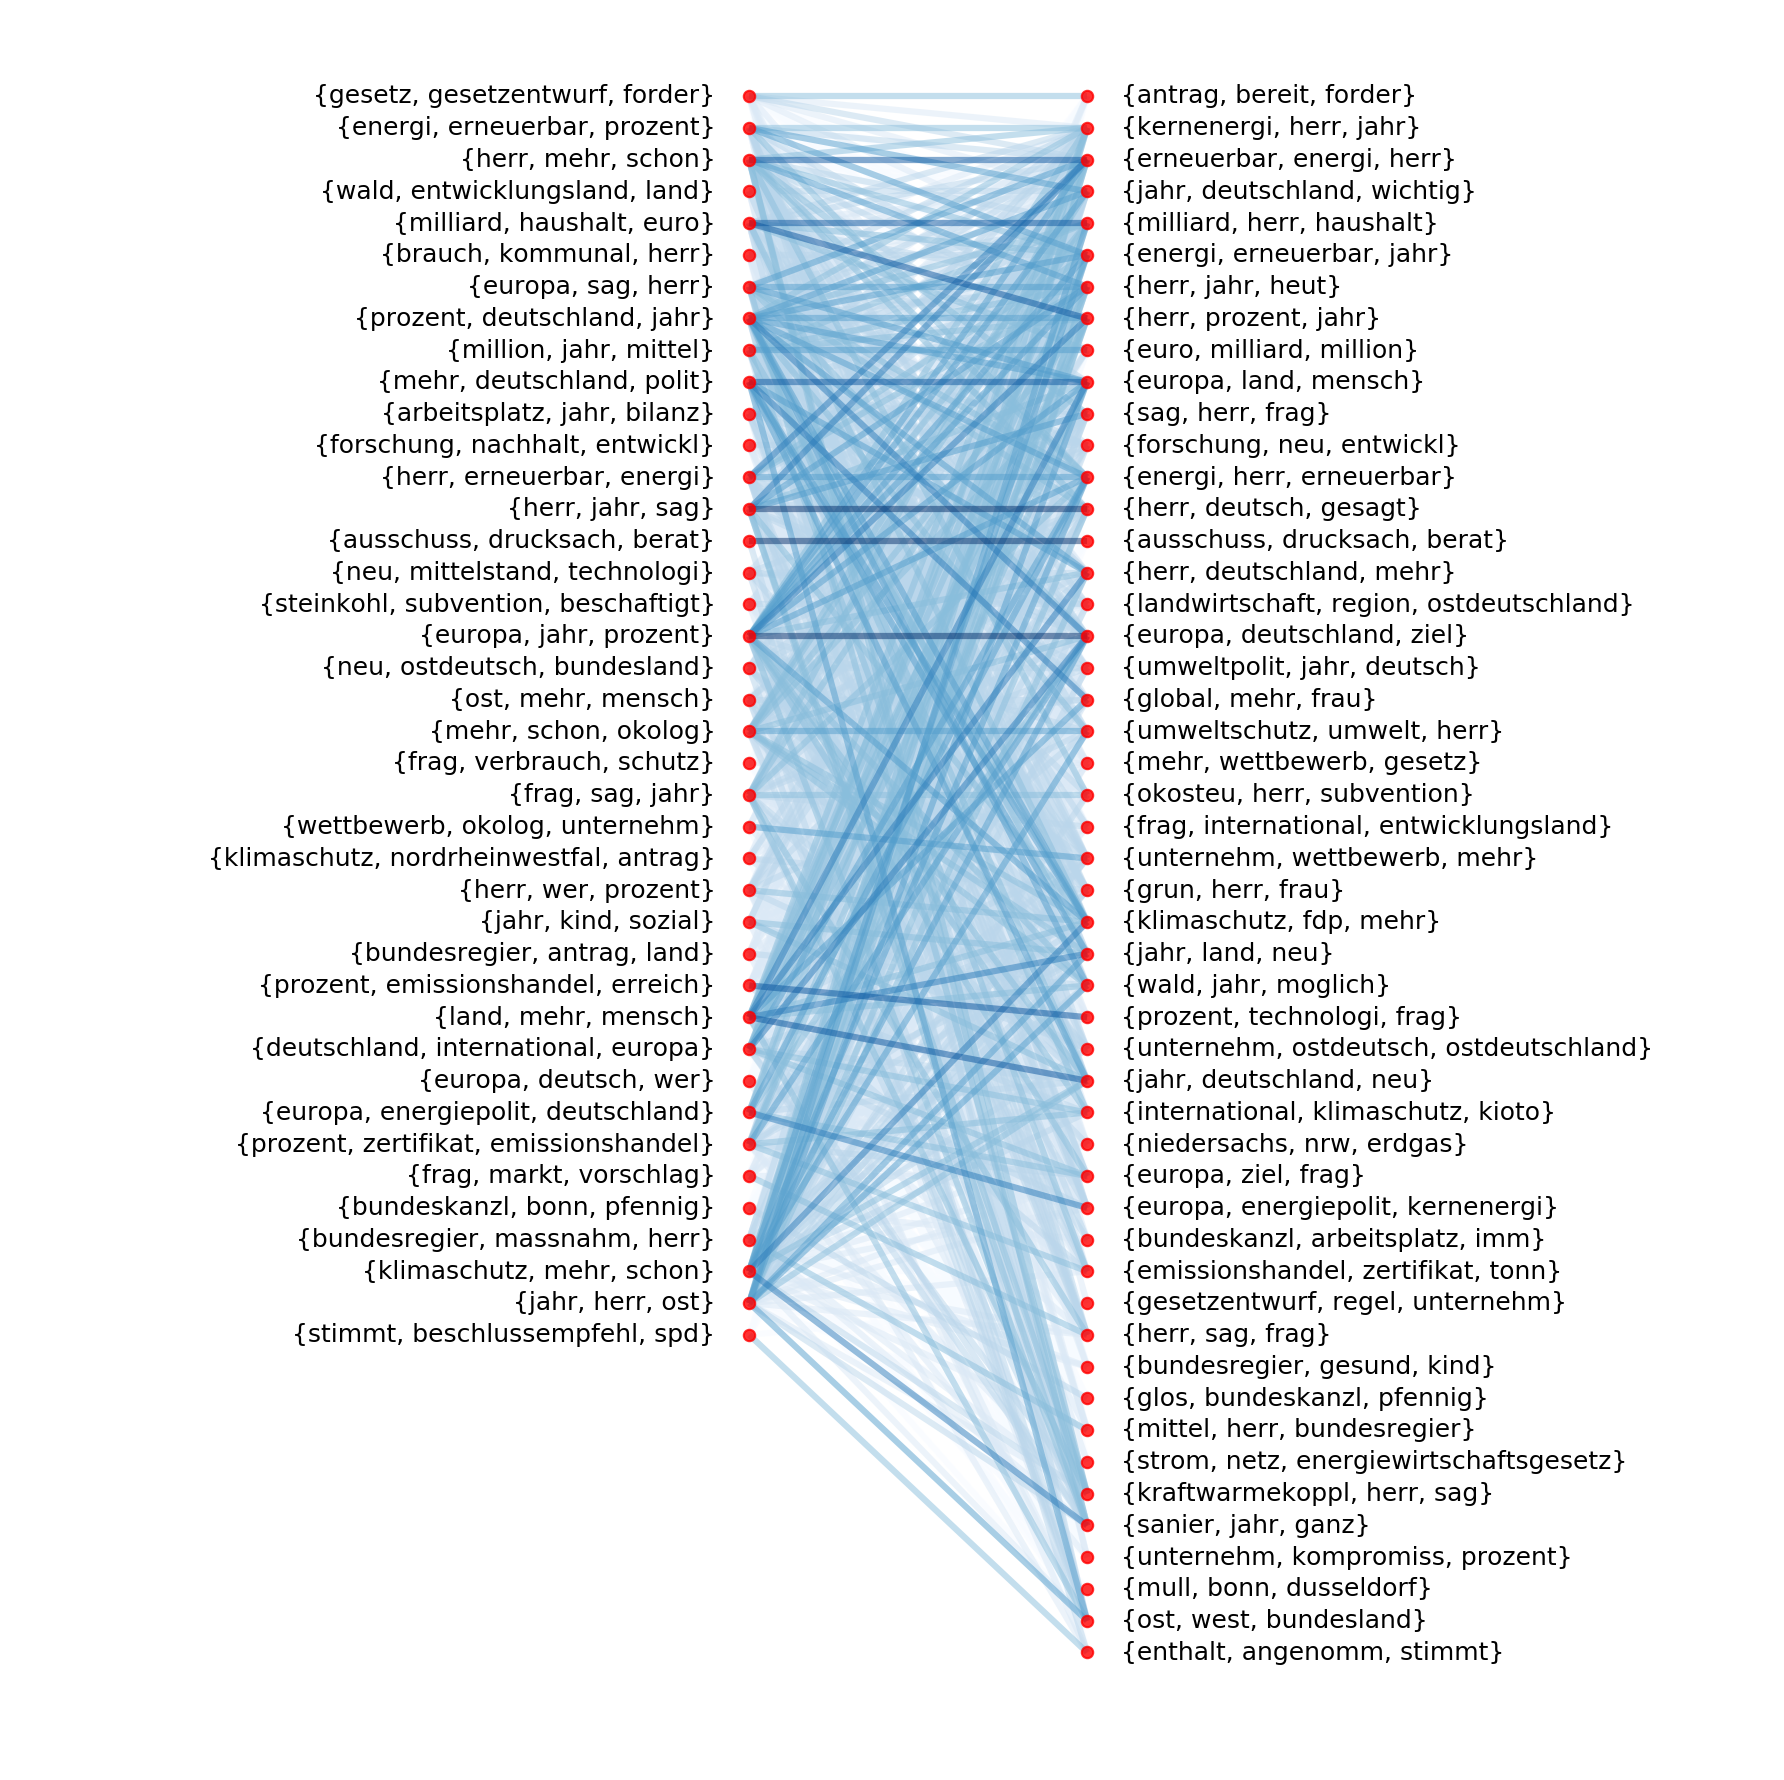 {gesetz, gesetzentwurf, forder} {antrag, bereit, forder}
{energi, erneuerbar, prozent} {kernenergi, herr, jahr}
{herr, mehr, schon} {erneuerbar, energi, herr}
{wald, entwicklungsland, land} {jahr, deutschland, wichtig}
{milliard, haushalt, euro} {milliard, herr, haushalt}
{brauch, kommunal, herr} {energi, erneuerbar, jahr}
{europa, sag, herr} {herr, jahr, heut}
{prozent, deutschland, jahr} {herr, prozent, jahr}
{million, jahr, mittel} {euro, milliard, million}
{mehr, deutschland, polit} {europa, land, mensch}
{arbeitsplatz, jahr, bilanz} {sag, herr, frag}
{forschung, nachhalt, entwickl} {forschung, neu, entwickl}
{herr, erneuerbar, energi} {energi, herr, erneuerbar}
{herr, jahr, sag} {herr, deutsch, gesagt}
{ausschuss, drucksach, berat} {ausschuss, drucksach, berat}
{neu, mittelstand, technologi} {herr, deutschland, mehr}
{steinkohl, subvention, beschaftigt} {landwirtschaft, region, ostdeutschland}
{europa, jahr, prozent} {europa, deutschland, ziel}
{neu, ostdeutsch, bundesland} {umweltpolit, jahr, deutsch}
{ost, mehr, mensch} {global, mehr, frau}
{mehr, schon, okolog} {umweltschutz, umwelt, herr}
{frag, verbrauch, schutz} {mehr, wettbewerb, gesetz}
{frag, sag, jahr} {okosteu, herr, subvention}
{wettbewerb, okolog, unternehm} {frag, international, entwicklungsland}
{klimaschutz, nordrheinwestfal, antrag} {unternehm, wettbewerb, mehr}
{herr, wer, prozent} {grun, herr, frau}
{jahr, kind, sozial} {klimaschutz, fdp, mehr}
{bundesregier, antrag, land} {jahr, land, neu}
{prozent, emissionshandel, erreich} {wald, jahr, moglich}
{land, mehr, mensch} {prozent, technologi, frag}
{deutschland, international, europa} {unternehm, ostdeutsch, ostdeutschland}
{europa, deutsch, wer} {jahr, deutschland, neu}
{europa, energiepolit, deutschland} {international, klimaschutz, kioto}
{prozent, zertifikat, emissionshandel} {niedersachs, nrw, erdgas}
{frag, markt, vorschlag} {europa, ziel, frag}
{bundeskanzl, bonn, pfennig} {europa, energiepolit, kernenergi}
{bundesregier, massnahm, herr} {bundeskanzl, arbeitsplatz, imm}
{klimaschutz, mehr, schon} {emissionshandel, zertifikat, tonn}
{jahr, herr, ost} {gesetzentwurf, regel, unternehm}
{stimmt, beschlussempfehl, spd} {herr, sag, frag}
{bundesregier, gesund, kind}
{glos, bundeskanzl, pfennig}
{mittel, herr, bundesregier}
{strom, netz, energiewirtschaftsgesetz}
{kraftwarmekoppl, herr, sag}
{sanier, jahr, ganz}
{unternehm, kompromiss, prozent}
{mull, bonn, dusseldorf}
{ost, west, bundesland}
{enthalt, angenomm, stimmt}